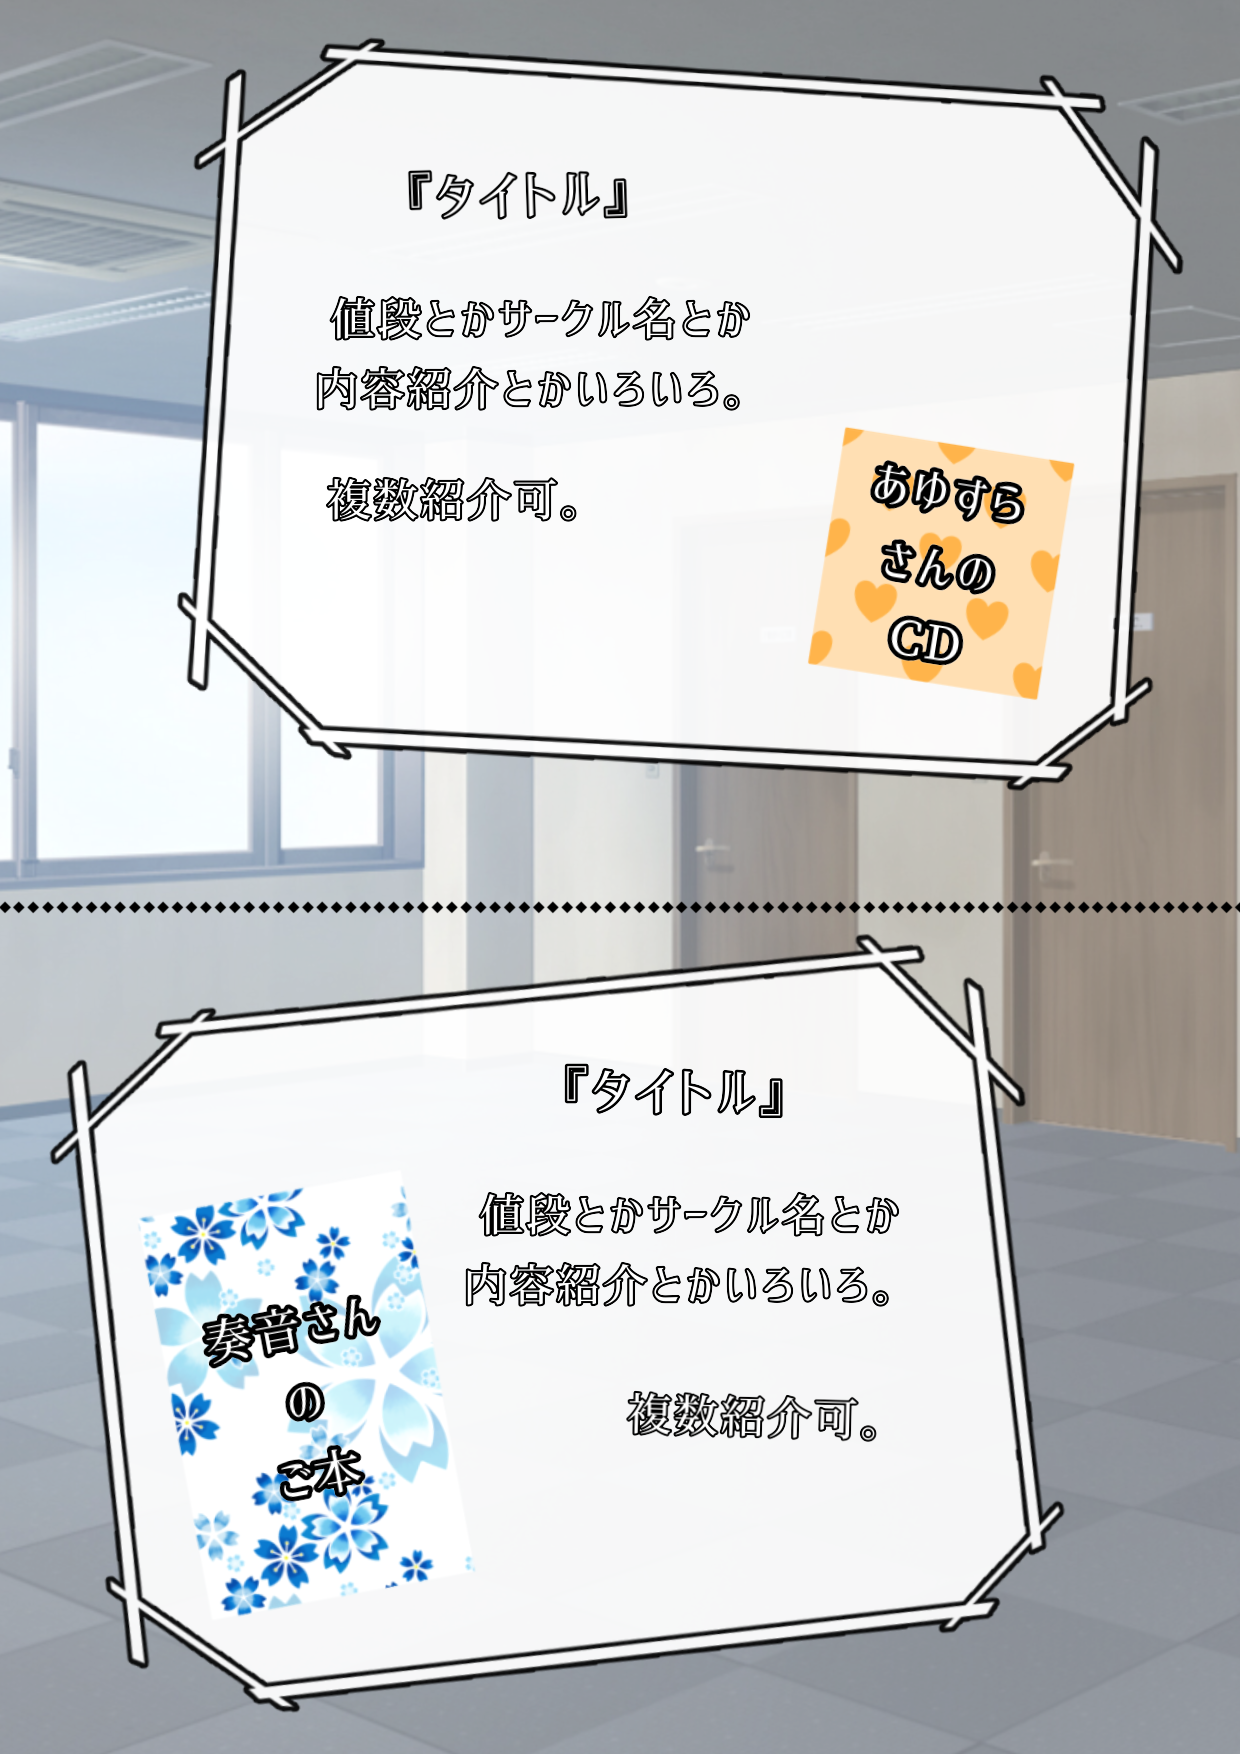 『タイトル』
値段とかサークル名とか
内容紹介とかいろいろ。
複数紹介可。
あゆすら
さんの
CD
『タイトル』
値段とかサークル名とか
内容紹介とかいろいろ。
複数紹介可。
奏音さん
の
ご本